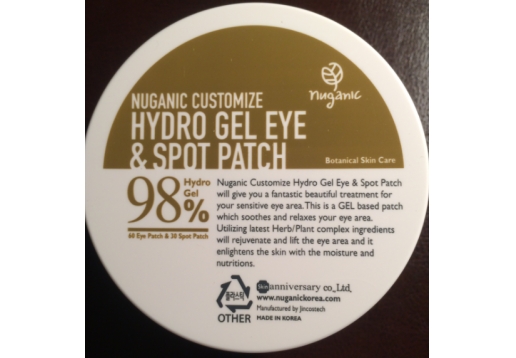 nuganic
NUGANIC CUSTOMIZE
HYDRO GEL EYE
& SPOT PATCH
Botanical Skin Care
98%
Hydro
Gel
60 Eye Patch & 30 Spot Patch
Nuganic Customize Hydro Gel Eye & Spot Patch
will give you a fantastic beautiful treatment for
your sensitive eye area. This is a GEL based patch
which soothes and relaxes your eye area.
Utilizing latest Herb/Plant complex ingredients
will rejuvenate and lift the eye area and it
enlightens the skin with the moisture and
nutritions.
플라스틱
OTHER
Skin anniversary co.,Ltd.
www.nuganickorea.com
Manufactured by Jincostech
MADE IN KOREA